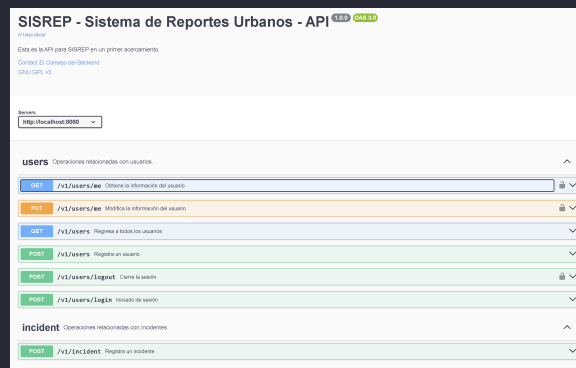 SISREP - Sistema de Reportes Urbanos - API 1.0.0 OAS 3.0
/v1/api-docs/
Esta es la API para SISREP en un primer acercamiento.
Contact El Consejo del Backend
GNU GPL v3
Servers
http://localhost:8080
users Operaciones relacionadas con usuarios.
GET /v1/users/me Obtiene la información del usuario
PUT /v1/users/me Modifica la información del usuario
GET /v1/users Regresa a todos los usuarios
POST /v1/users Registra un usuario
POST /v1/users/logout Cierra la sesión
POST /v1/users/login Iniciado de sesión
incident Operaciones relacionadas con incidentes.
POST /v1/incident Registra un incidente